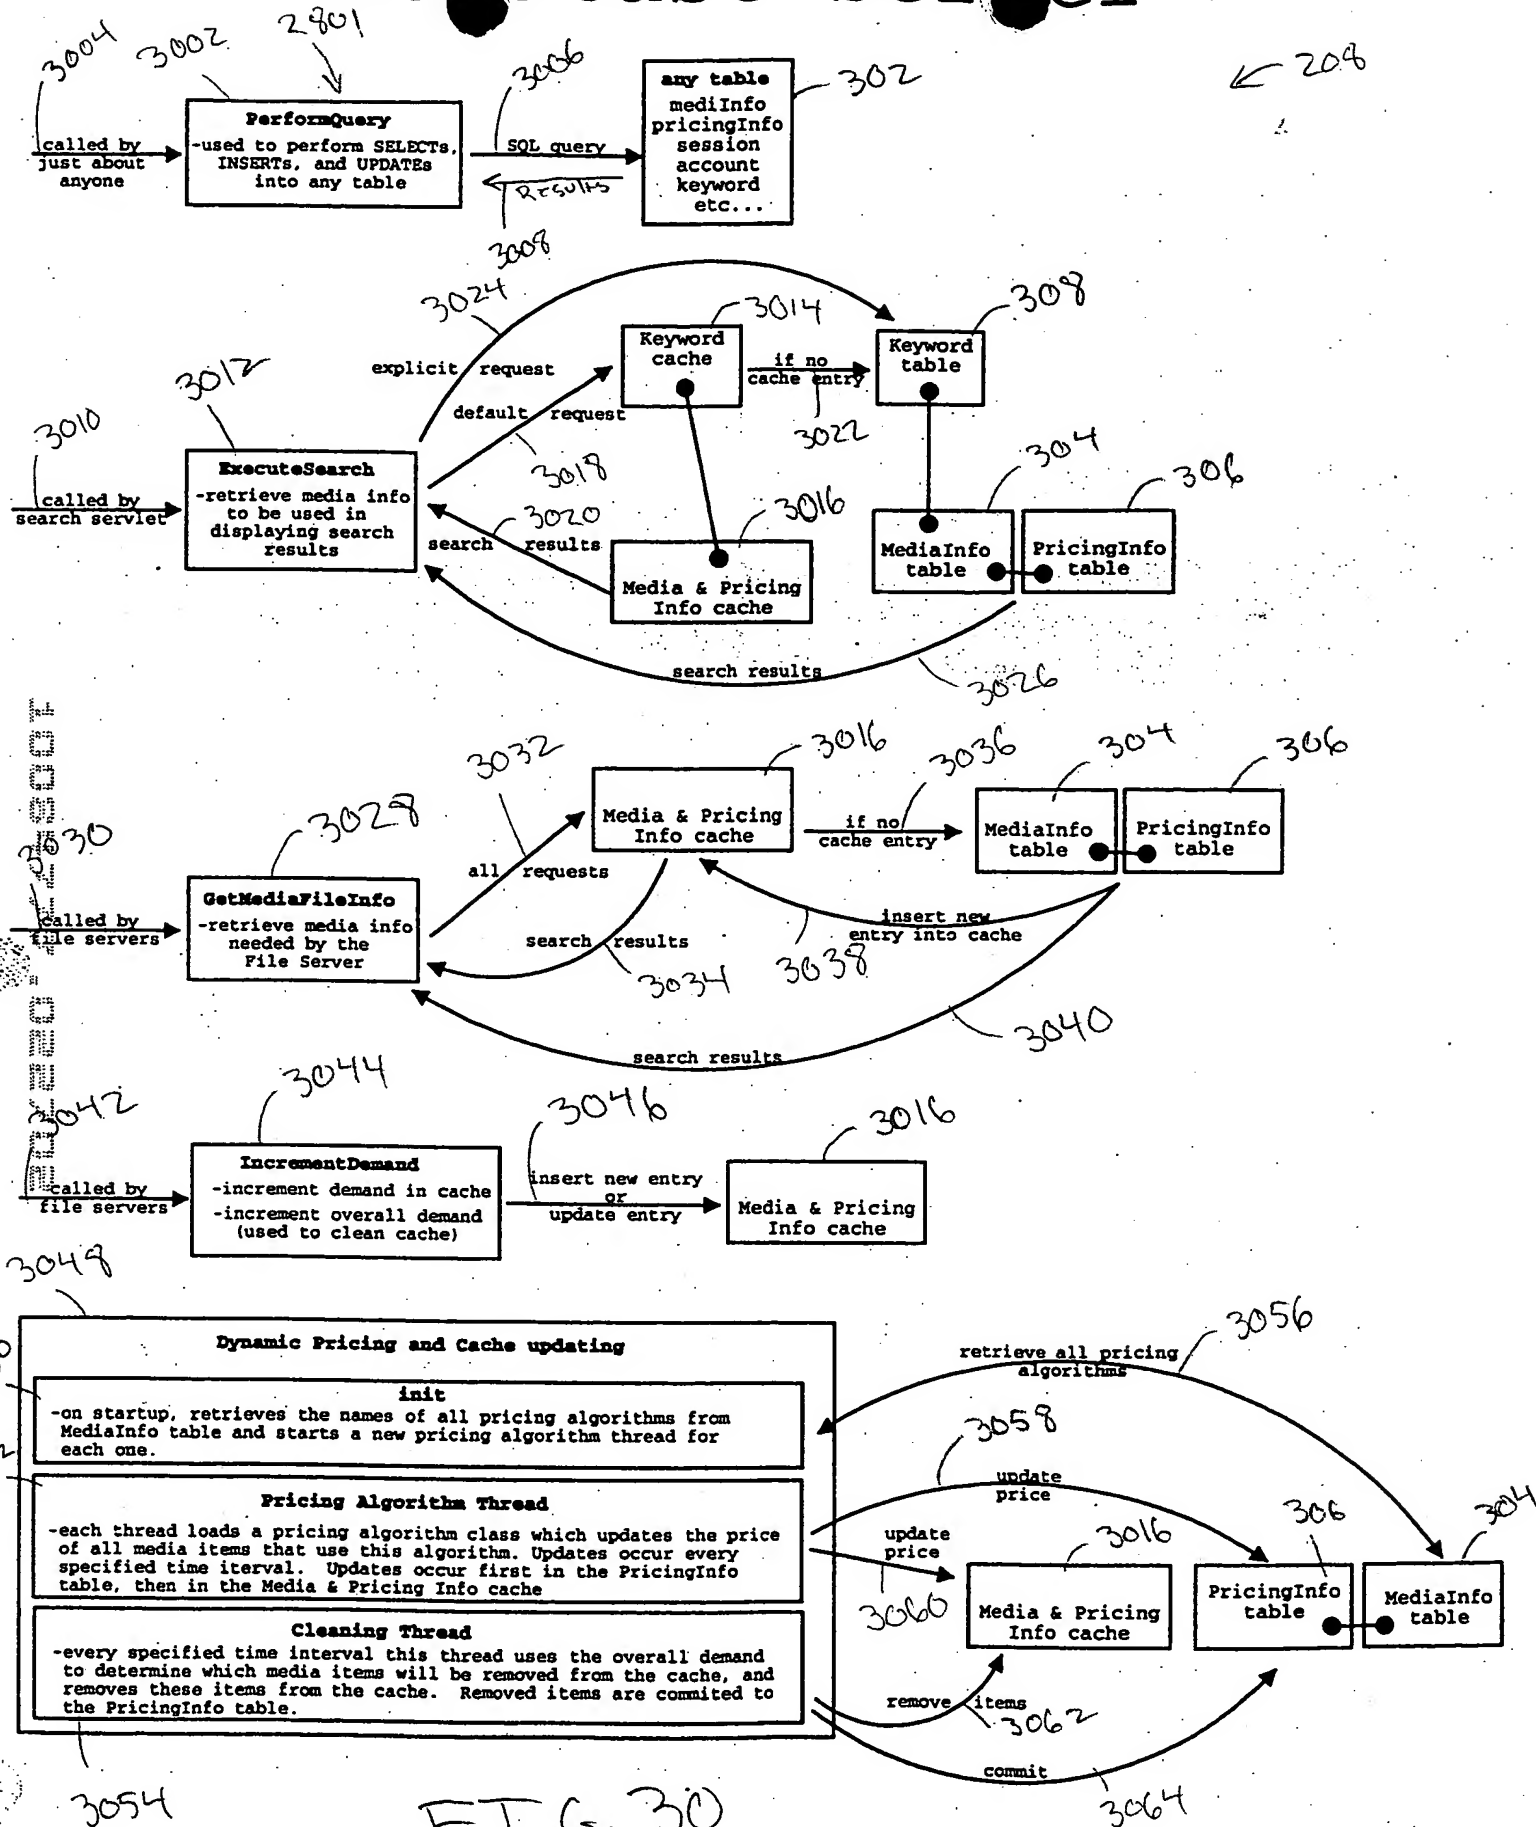 3004
3002
2801
3006
302
208
called by
just about
anyone
PerformQuery
-used to perform SELECTs,
INSERTs, and UPDATEs
into any table
SQL query
Results
3008
any table
mediInfo
pricingInfo
session
account
keyword
etc...
3024
3014
308
3012
explicit request
default request
Keyword
cache
if no
cache entry
Keyword
table
3022
3018
3010
called by
search servlet
ExecuteSearch
-retrieve media info
to be used in
displaying search
results
3020
search results
3016
Media & Pricing
Info cache
304
306
MediaInfo
table
PricingInfo
table
search results
3026
3032
3016
3036
304
306
3028
3030
called by
file servers
GetMediaFileInfo
-retrieve media info
needed by the
File Server
all requests
Media & Pricing
Info cache
if no
cache entry
MediaInfo
table
PricingInfo
table
insert new
entry into cache
search results
3034
3038
3040
search results
3042
3044
3046
3016
called by
file servers
IncrementDemand
-increment demand in cache
-increment overall demand
(used to clean cache)
insert new entry
or
update entry
Media & Pricing
Info cache
3048
Dynamic Pricing and Cache updating
init
-on startup, retrieves the names of all pricing algorithms from
MediaInfo table and starts a new pricing algorithm thread for
each one.
Pricing Algorithm Thread
-each thread loads a pricing algorithm class which updates the price
of all media items that use this algorithm. Updates occur every
specified time iterval. Updates occur first in the PricingInfo
table, then in the Media & Pricing Info cache
Cleaning Thread
-every specified time interval this thread uses the overall demand
to determine which media items will be removed from the cache, and
removes these items from the cache. Removed items are commited to
the PricingInfo table.
3054
3056
retrieve all pricing
algorithms
3058
update
price
update
price
3060
3016
306
304
Media & Pricing
Info cache
PricingInfo
table
MediaInfo
table
remove items
3062
commit
3064
FIG. 30